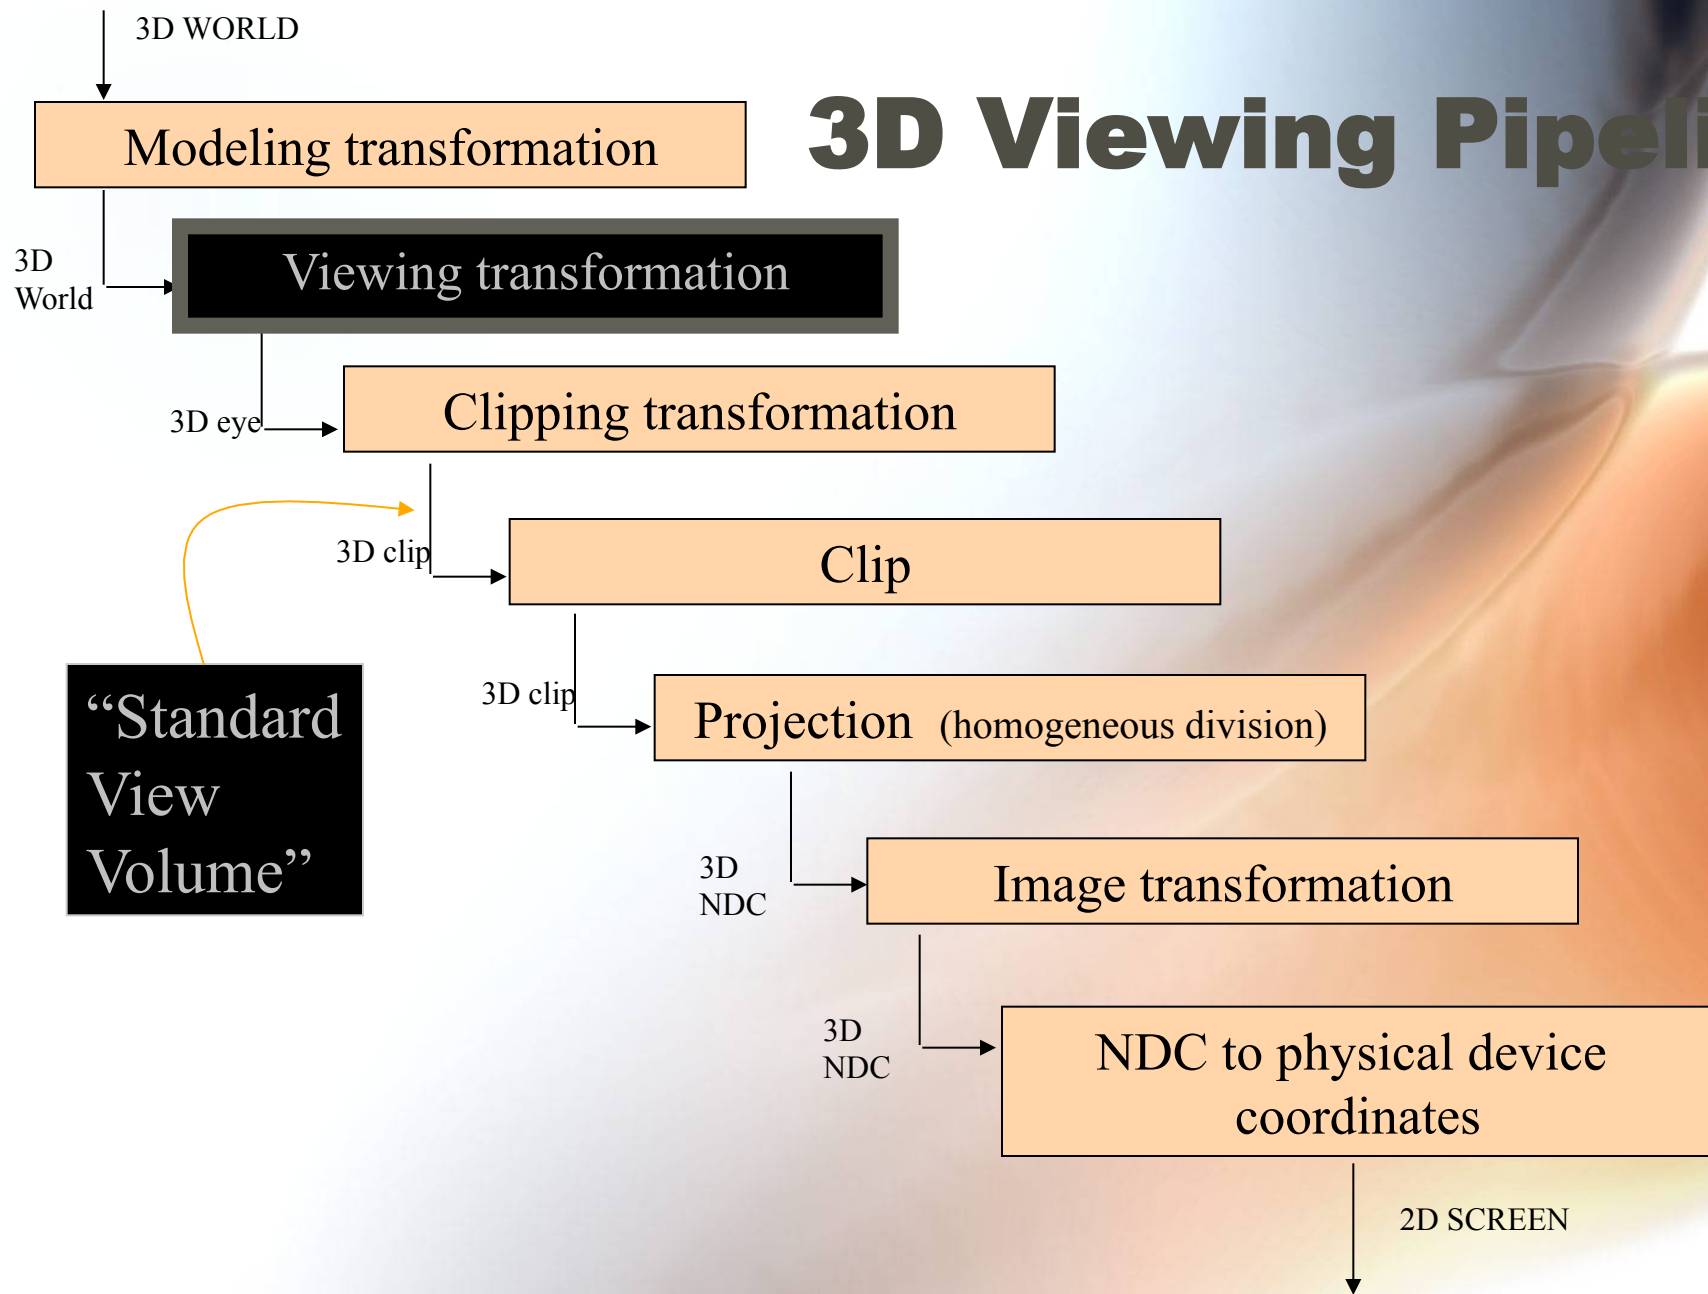 3D WORLD
3D Viewing Pipeli
Modeling transformation
3D
World
Viewing transformation
3D eye
Clipping transformation
3D clip
Clip
“Standard
View
Volume”
3D clip
Projection (homogeneous division)
3D
NDC
Image transformation
3D
NDC
NDC to physical device
coordinates
2D SCREEN